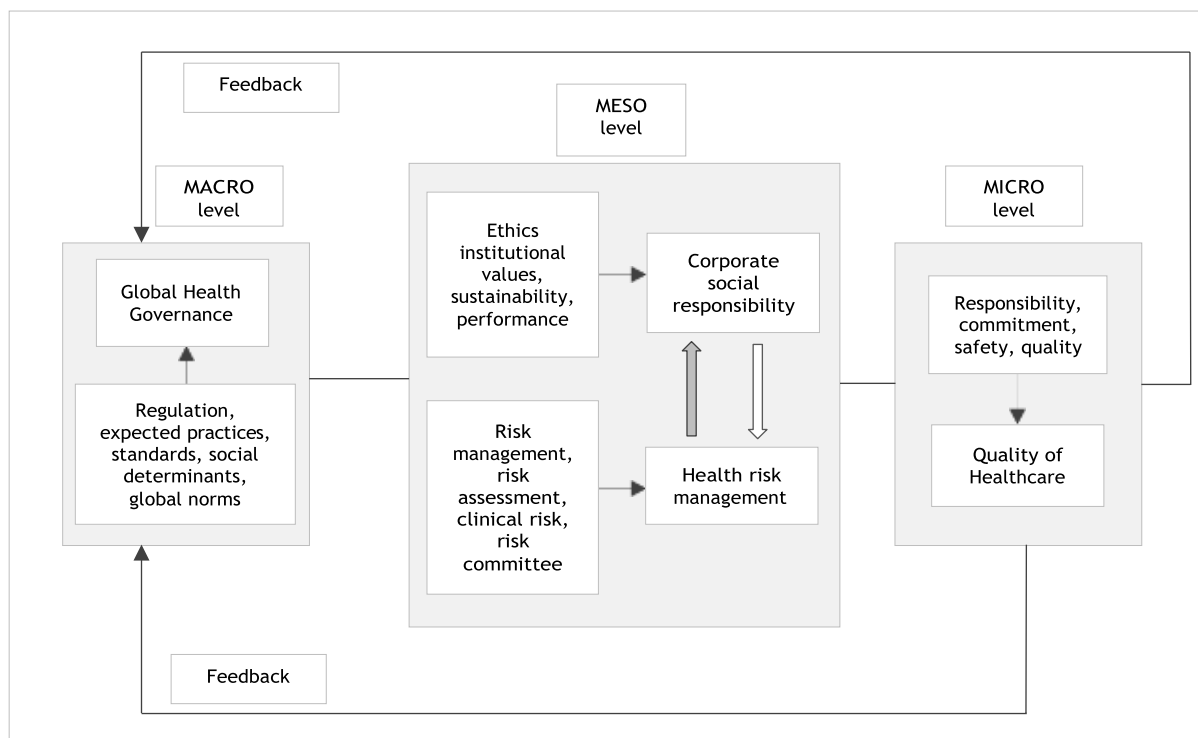 Feedback
MESO
level
MACRO
level
MICRO
level
Global Health
Governance
Regulation,
expected practices,
standards, social
determinants,
global norms
Ethics
institutional
values,
sustainability,
performance
Corporate
social
responsibility
Risk
management,
risk
assessment,
clinical risk,
risk
committee
Health risk
management
Responsibility,
commitment,
safety, quality
Quality of
Healthcare
Feedback